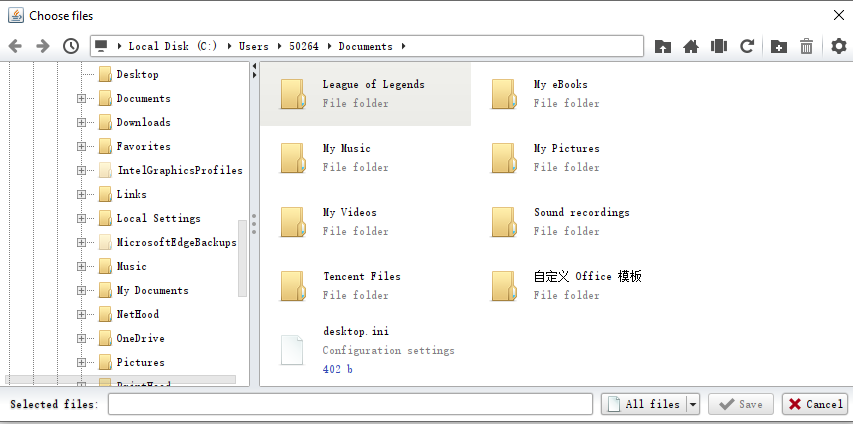 Choose files
Local Disk (C:) Users 50264 Documents
Desktop
Documents
Downloads
Favorites
IntelGraphicsProfiles
Links
Local Settings
MicrosoftEdgeBackups
Music
My Documents
NetHood
OneDrive
Pictures
PrintHood
League of Legends
File folder
My eBooks
File folder
My Music
File folder
My Pictures
File folder
My Videos
File folder
Sound recordings
File folder
Tencent Files
File folder
自定义 Office 模板
File folder
desktop.ini
Configuration settings
402 b
Selected files:
All files
Save
Cancel